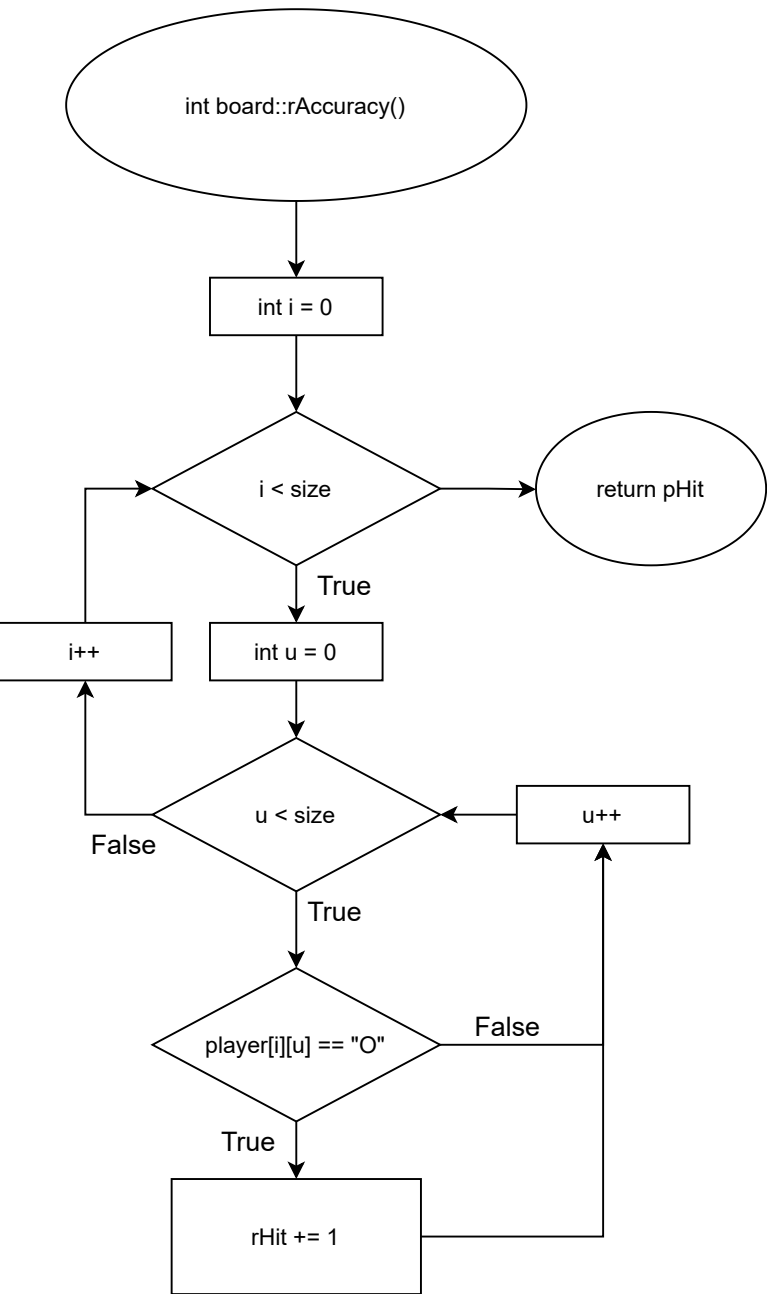 int board::rAccuracy()
int i = 0
i < size
return pHit
True
i++
int u = 0
u < size
u++
False
True
player[i][u] == "O"
False
True
rHit += 1